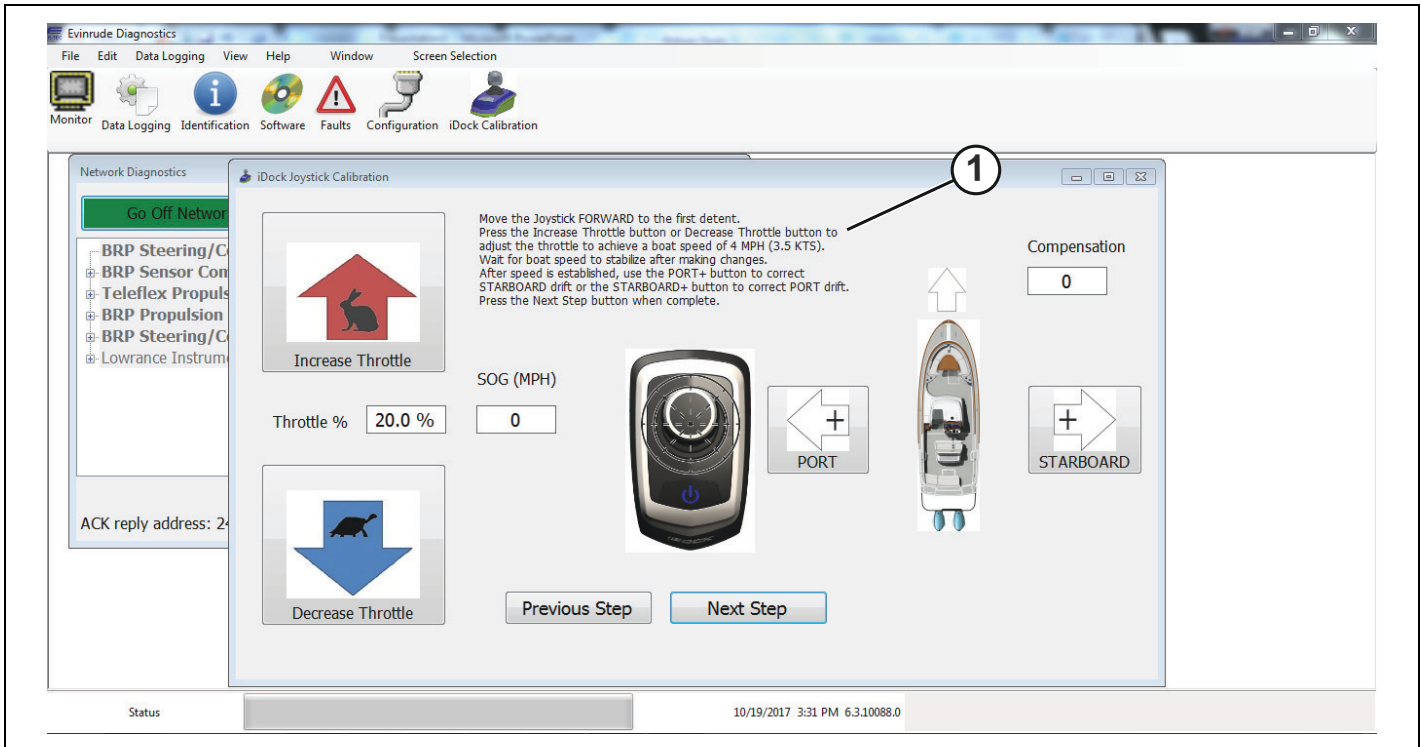 Evinrude Diagnostics
File Edit Data Logging View Help Window Screen Selection
Monitor Data Logging Identification Software Faults Configuration iDock Calibration
1
Network Diagnostics
iDock Joystick Calibration
Go Off Networ
BRP Steering/C
BRP Sensor Con
Teleflex Propuls
BRP Propulsion
BRP Steering/C
Lowrance Instrum
ACK reply address: 24
Move the Joystick FORWARD to the first detent.
Press the Increase Throttle button or Decrease Throttle button to
adjust the throttle to achieve a boat speed of 4 MPH (3.5 KTS).
Wait for boat speed to stabilize after making changes.
After speed is established, use the PORT+ button to correct
STARBOARD drift or the STARBOARD+ button to correct PORT drift.
Press the Next Step button when complete.
Compensation
0
Increase Throttle
SOG (MPH)
Throttle % 20.0 %
0
+
PORT
+
STARBOARD
Decrease Throttle
Previous Step Next Step
Status
10/19/2017 3:31 PM 6.3.10088.0